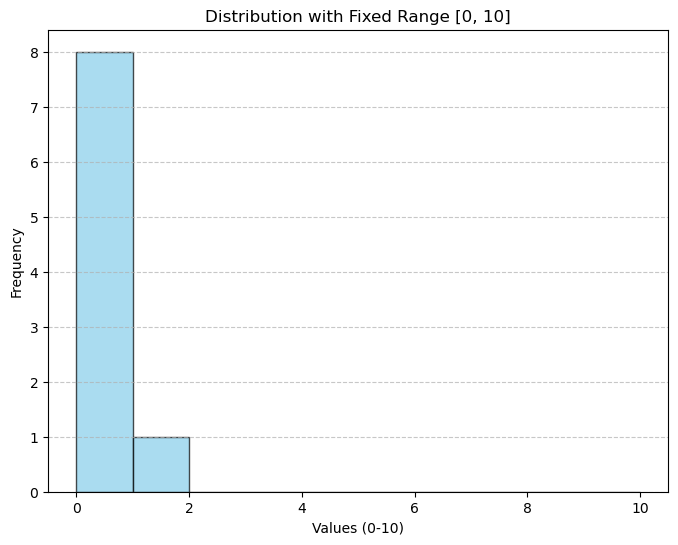 Distribution with Fixed Range [0, 10]
Frequency
8
7
6
5
4
3
2
1
0
0 2 4 6 8 10
Values (0-10)